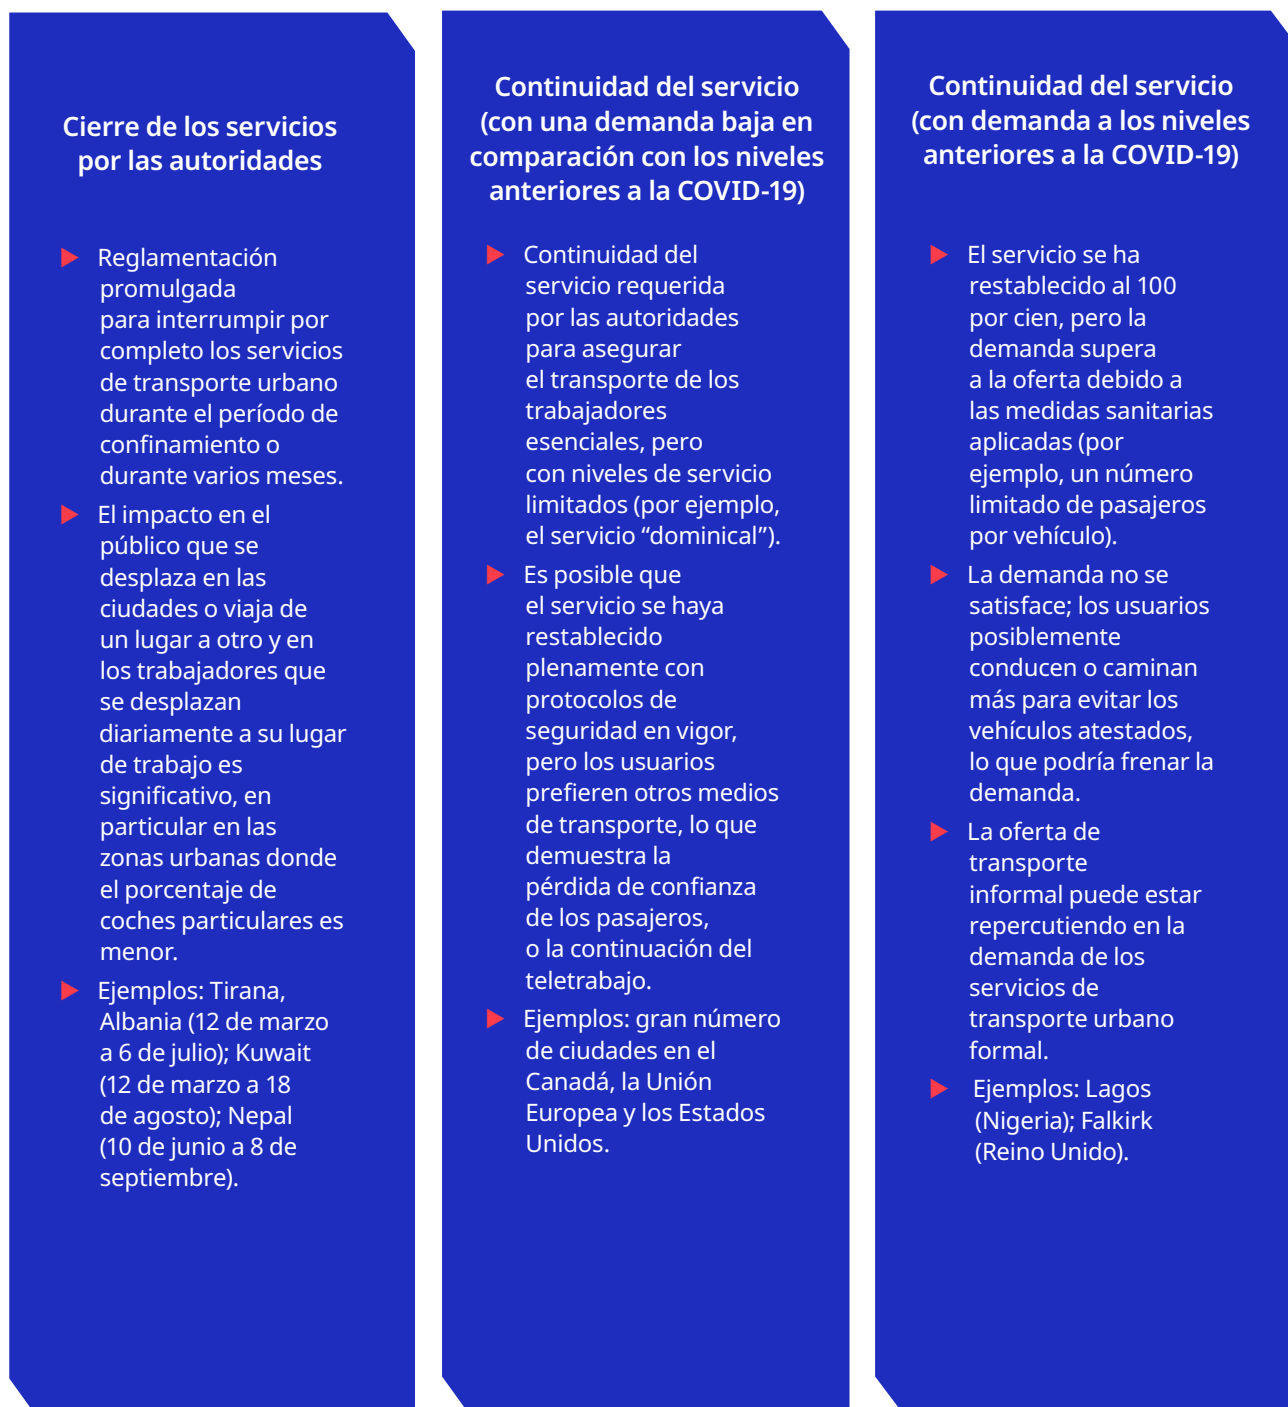 Cierre de los servicios
por las autoridades
Reglamentación
promulgada
para interrumpir por
completo los servicios
de transporte urbano
durante el período de
confinamiento o
durante varios meses.
El impacto en el
público que se
desplaza en las
ciudades o viaja de
un lugar a otro y en
los trabajadores que
se desplazan
diariamente a su lugar
de trabajo es
significativo, en
particular en las
zonas urbanas donde
el porcentaje de
coches particulares es
menor.
Ejemplos: Tirana,
Albania (12 de marzo
a 6 de julio); Kuwait
(12 de marzo a 18
de agosto); Nepal
(10 de junio a 8 de
septiembre).
Continuidad del servicio
(con una demanda baja en
comparación con los niveles
anteriores a la COVID-19)
Continuidad del
servicio requerida
por las autoridades
para asegurar
el transporte de los
trabajadores
esenciales, pero
con niveles de servicio
limitados (por ejemplo,
el servicio “dominical”).
Es posible que
el servicio se haya
restablecido
plenamente con
protocolos de
seguridad en vigor,
pero los usuarios
prefieren otros medios
de transporte, lo que
demuestra la
pérdida de confianza
de los pasajeros,
o la continuación del
teletrabajo.
Ejemplos: gran número
de ciudades en el
Canadá, la Unión
Europea y los Estados
Unidos.
Continuidad del servicio
(con demanda a los niveles
anteriores a la COVID-19)
El servicio se ha
restablecido al 100
por cien, pero la
demanda supera
a la oferta debido a
las medidas sanitarias
aplicadas (por
ejemplo, un número
limitado de pasajeros
por vehículo).
La demanda no se
satisface; los usuarios
posiblemente
conducen o caminan
más para evitar los
vehículos atestados,
lo que podría frenar la
demanda.
La oferta de
transporte
informal puede estar
repercutiendo en la
demanda de los
servicios de
transporte urbano
formal.
Ejemplos: Lagos
(Nigeria); Falkirk
(Reino Unido).